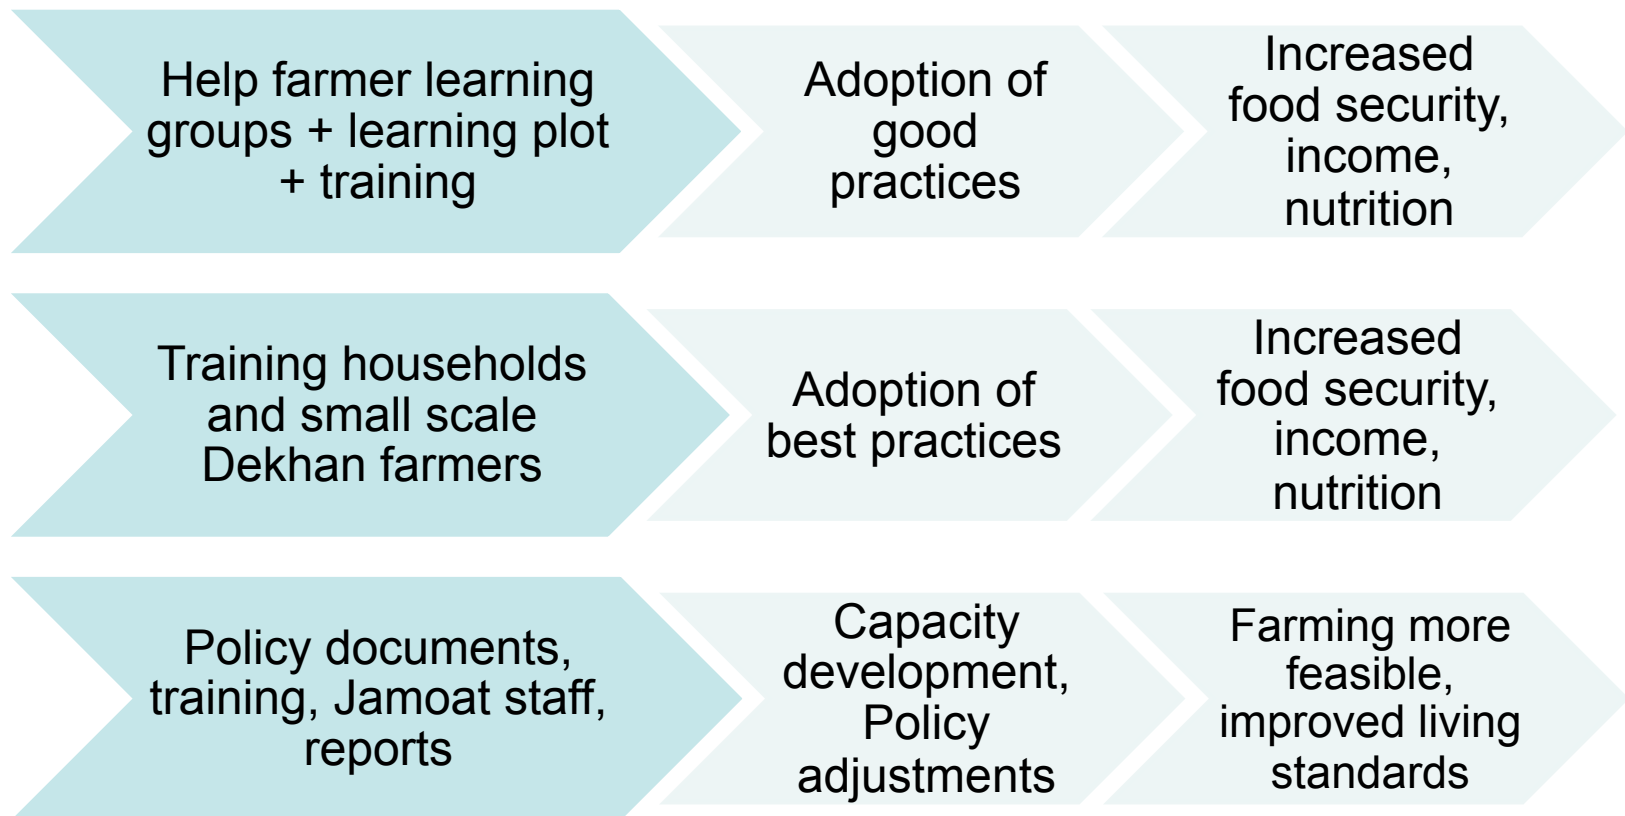 Help farmer learning
groups + learning plot
+ training
Adoption of
good
practices
Increased
food security,
income,
nutrition
Training households
and small scale
Dekhan farmers
Adoption of
best practices
Increased
food security,
income,
nutrition
Policy documents,
training, Jamoat staff,
reports
Capacity
development,
Policy
adjustments
Farming more
feasible,
improved living
standards